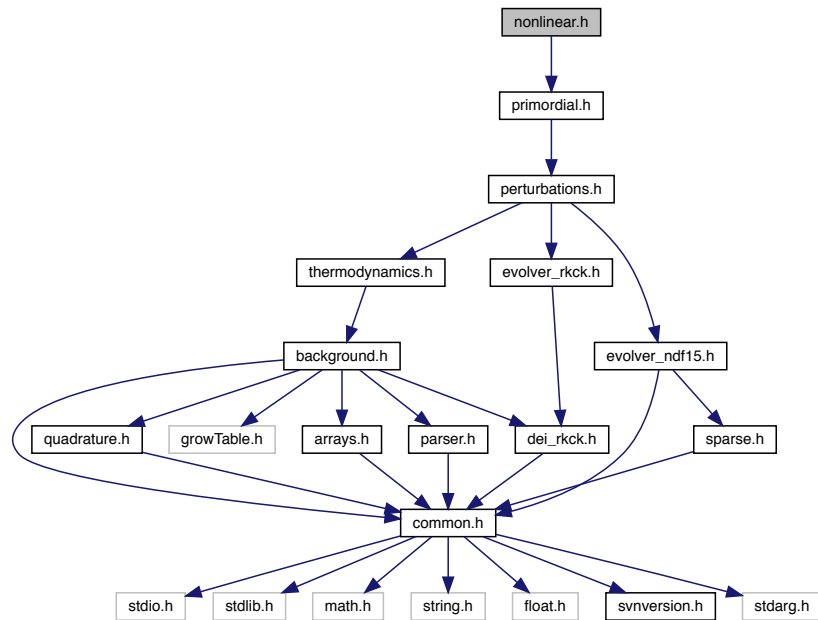 nonlinear.h
primordial.h
perturbations.h
thermodynamics.h
evolver_rkck.h
background.h
evolver_ndf15.h
quadrature.h
growTable.h
arrays.h
parser.h
dei_rkck.h
sparse.h
common.h
stdio.h
stdlib.h
math.h
string.h
float.h
svnversion.h
stdarg.h